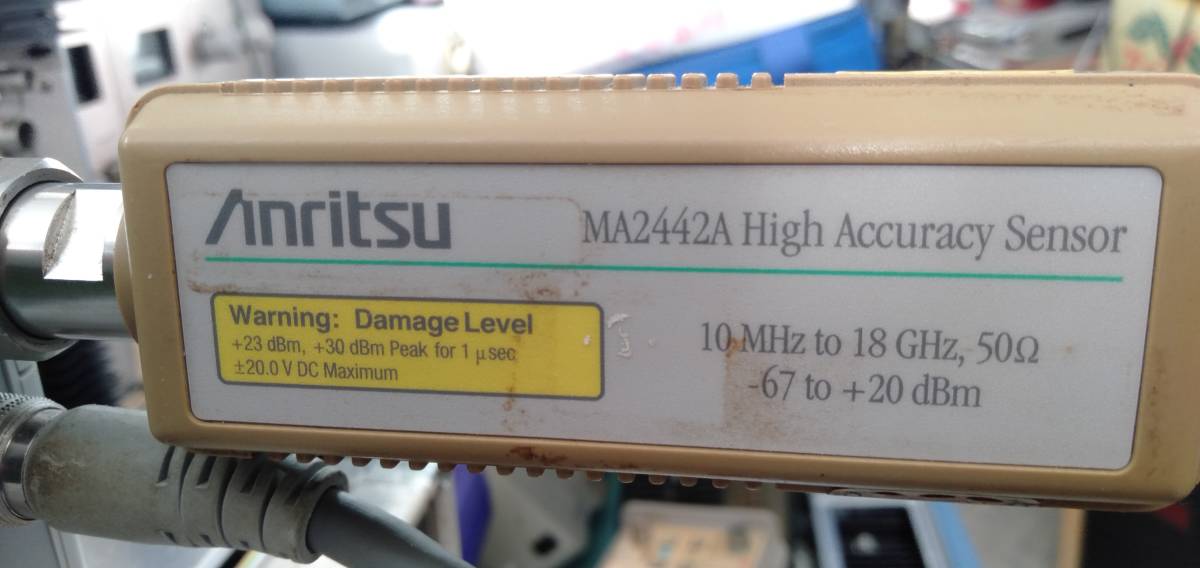 Anritsu
MA2442A High Accuracy Sensor
Warning: Damage Level
+23 dBm, +30 dBm Peak for 1 μsec
±20.0 V DC Maximum
10 MHz to 18 GHz, 50Ω
-67 to +20 dBm